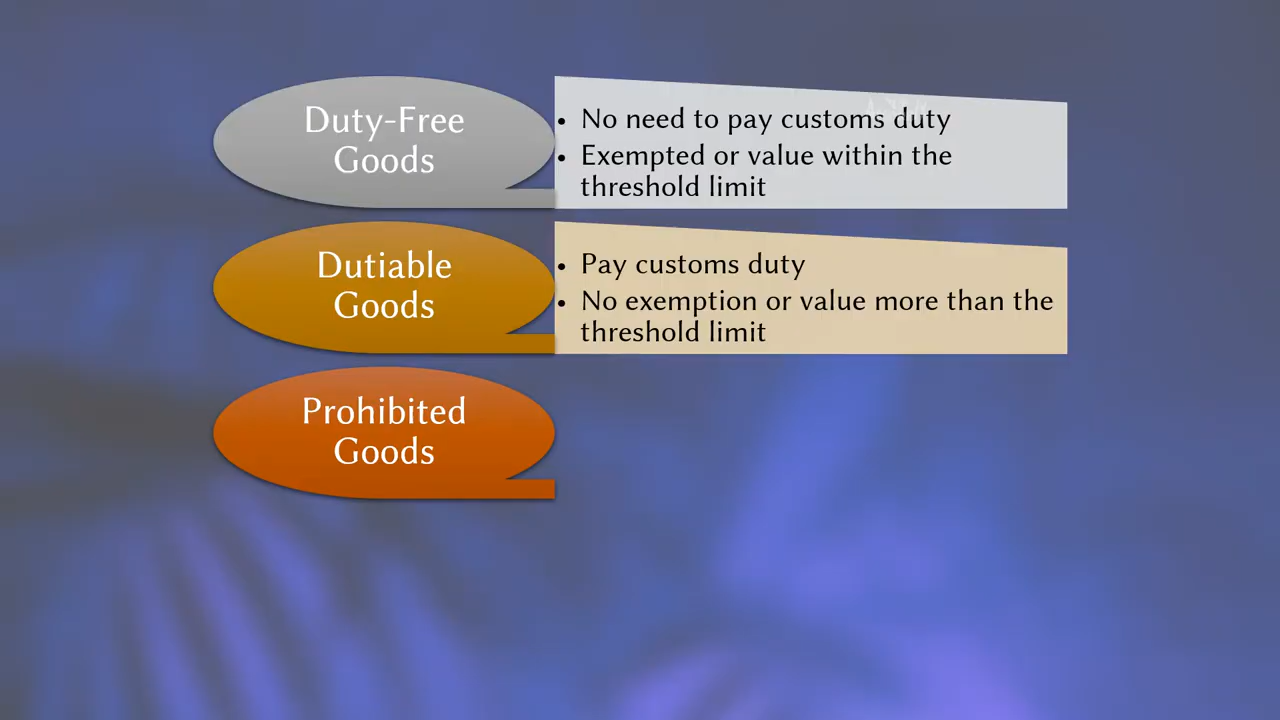 Duty-Free
Goods
• No need to pay customs duty
• Exempted or value within the
threshold limit
Dutiable
Goods
• Pay customs duty
• No exemption or value more than the
threshold limit
Prohibited
Goods